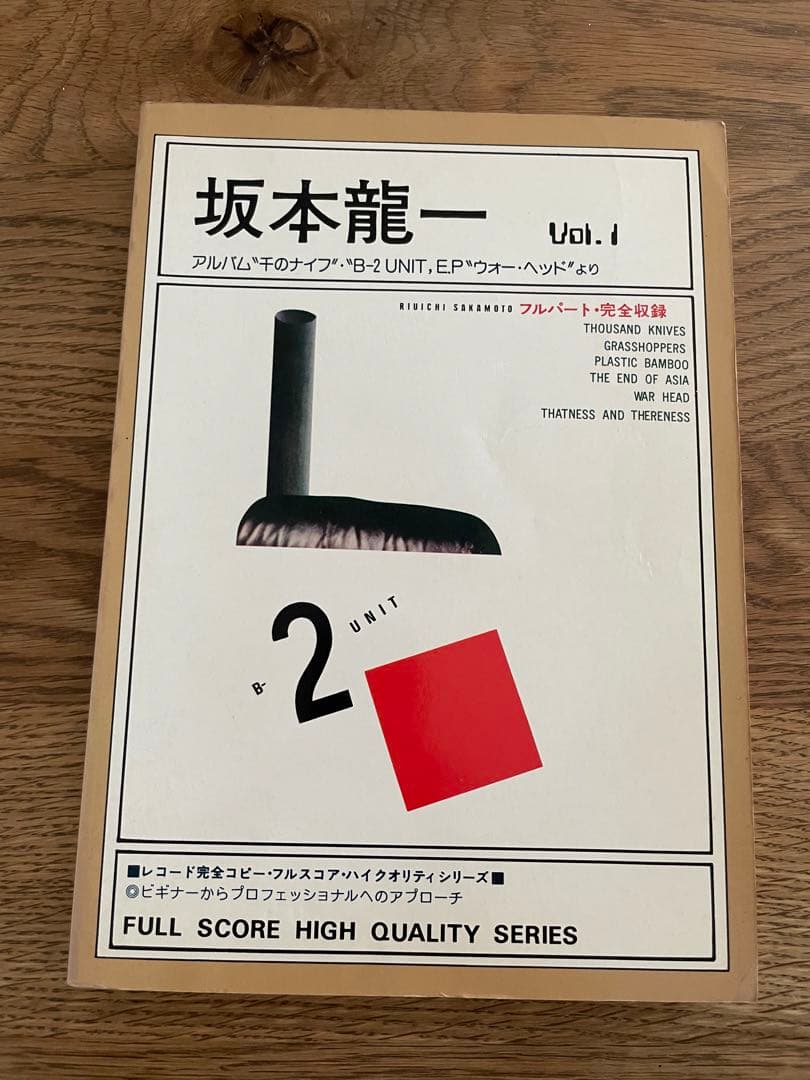 坂本龍一 Vol.1
アルバム〝千のナイフ〟・〝B-2 UNIT, E.P〝ウォー・ヘッド〟より
RIUICHI SAKAMOTO フルパート・完全収録
THOUSAND KNIVES
GRASSHOPPERS
PLASTIC BAMBOO
THE END OF ASIA
WAR HEAD
THATNESS AND THERENESS
B-2 UNIT
■レコード完全コピー・フルスコア・ハイクオリティシリーズ■
◎ビギナーからプロフェッショナルへのアプローチ
FULL SCORE HIGH QUALITY SERIES